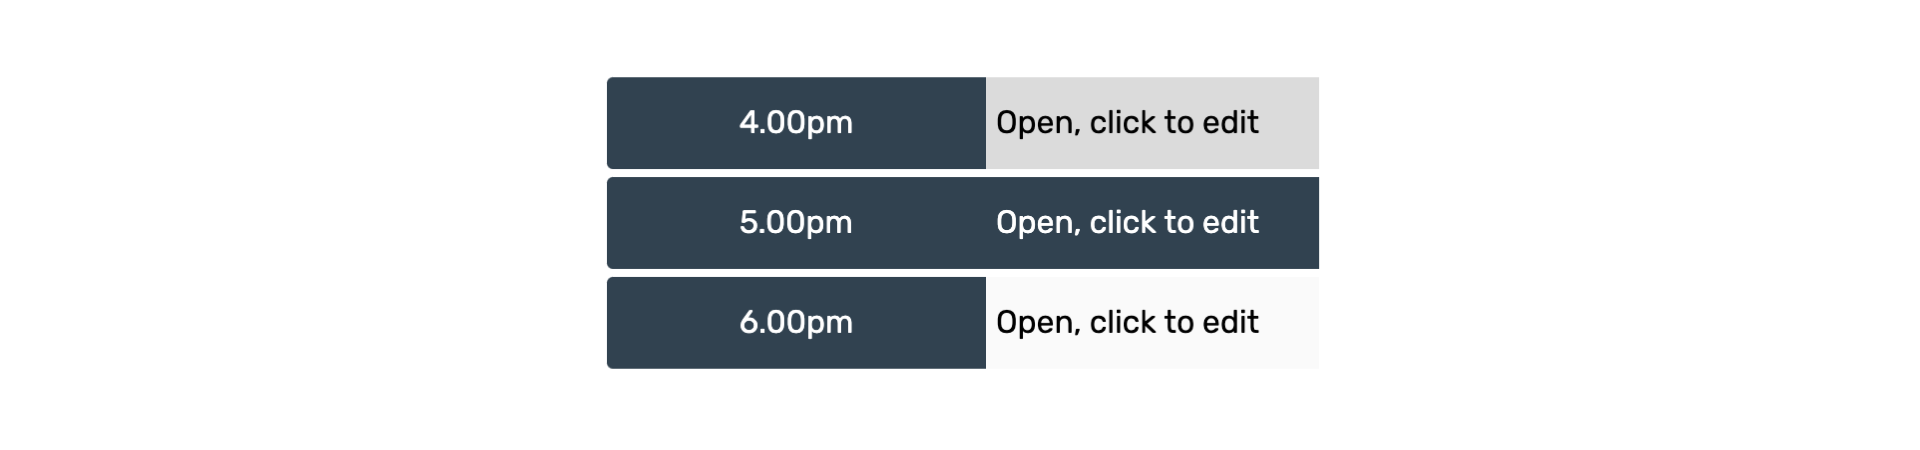 4.00pm Open, click to edit
5.00pm Open, click to edit
6.00pm Open, click to edit